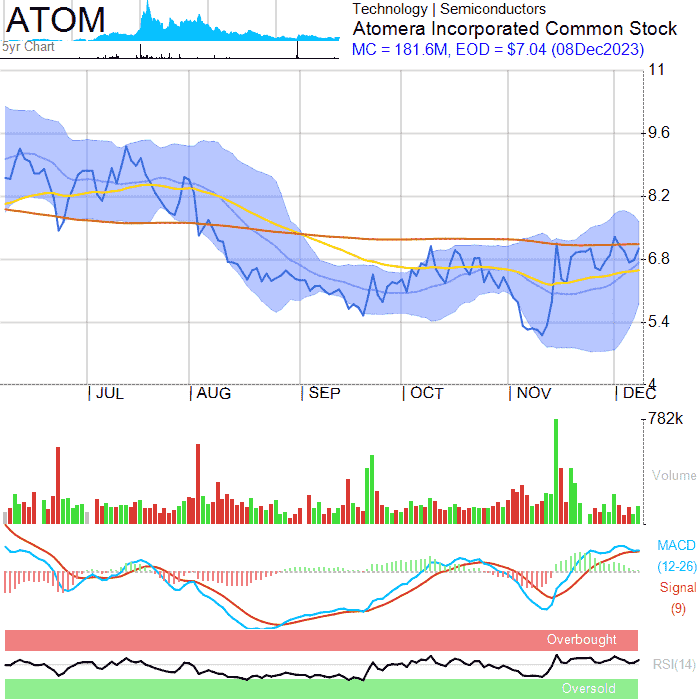 ATOM
5yr Chart
Technology | Semiconductors
Atomera Incorporated Common Stock
MC = 181.6M, EOD = $7.04 (08Dec2023)
11
9.6
8.2
6.8
5.4
4
JUL AUG SEP OCT NOV DEC
782k
Volume
MACD
(12-26)
Signal
(9)
Overbought
RSI(14)
Oversold